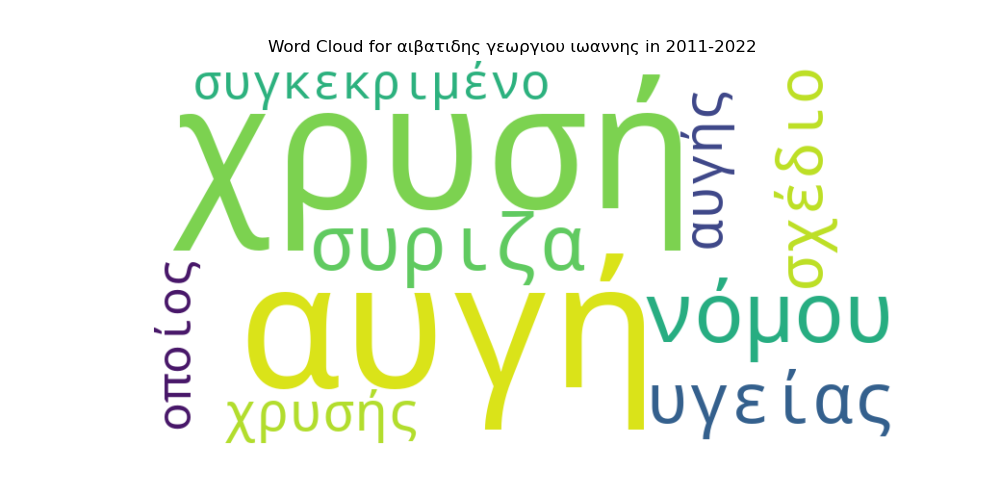 Word Cloud for αιβατιδης γεωργιου ιωαννης in 2011-2022
συγκεκριμένο
χρυσή
αυγής
σχέδιο
συριζα
οποίος
αυγή
νόμου
χρυσής
υγείας